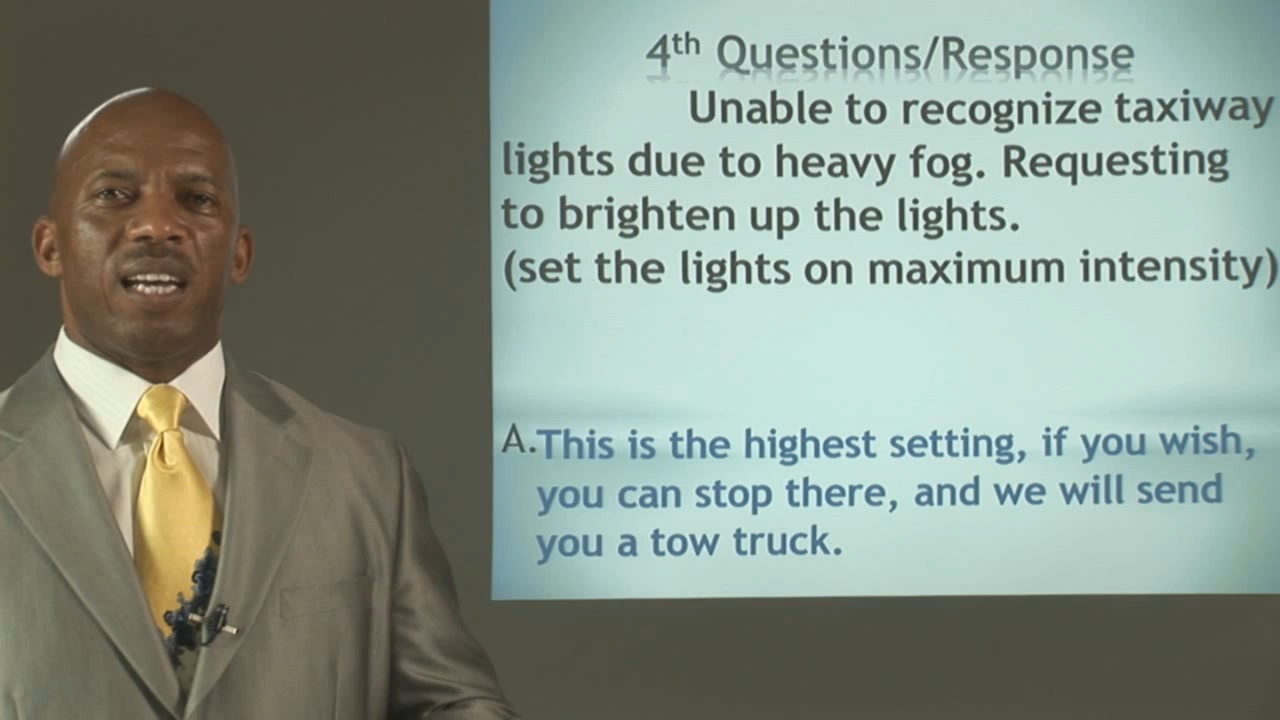 4th Questions/Response
Unable to recognize taxiway
lights due to heavy fog. Requesting
to brighten up the lights.
(set the lights on maximum intensity)
A.This is the highest setting, if you wish,
you can stop there, and we will send
you a tow truck.